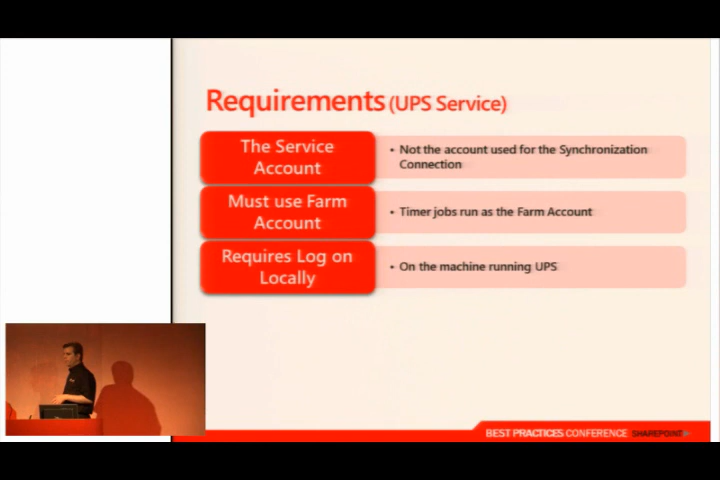 Requirements (UPS Service)
The Service
Account
• Not the account used for the Synchronization
Connection
Must use Farm
Account
• Timer jobs run as the Farm Account
Requires Log on
Locally
• On the machine running UPS
BEST PRACTICES CONFERENCE SHAREPOINT